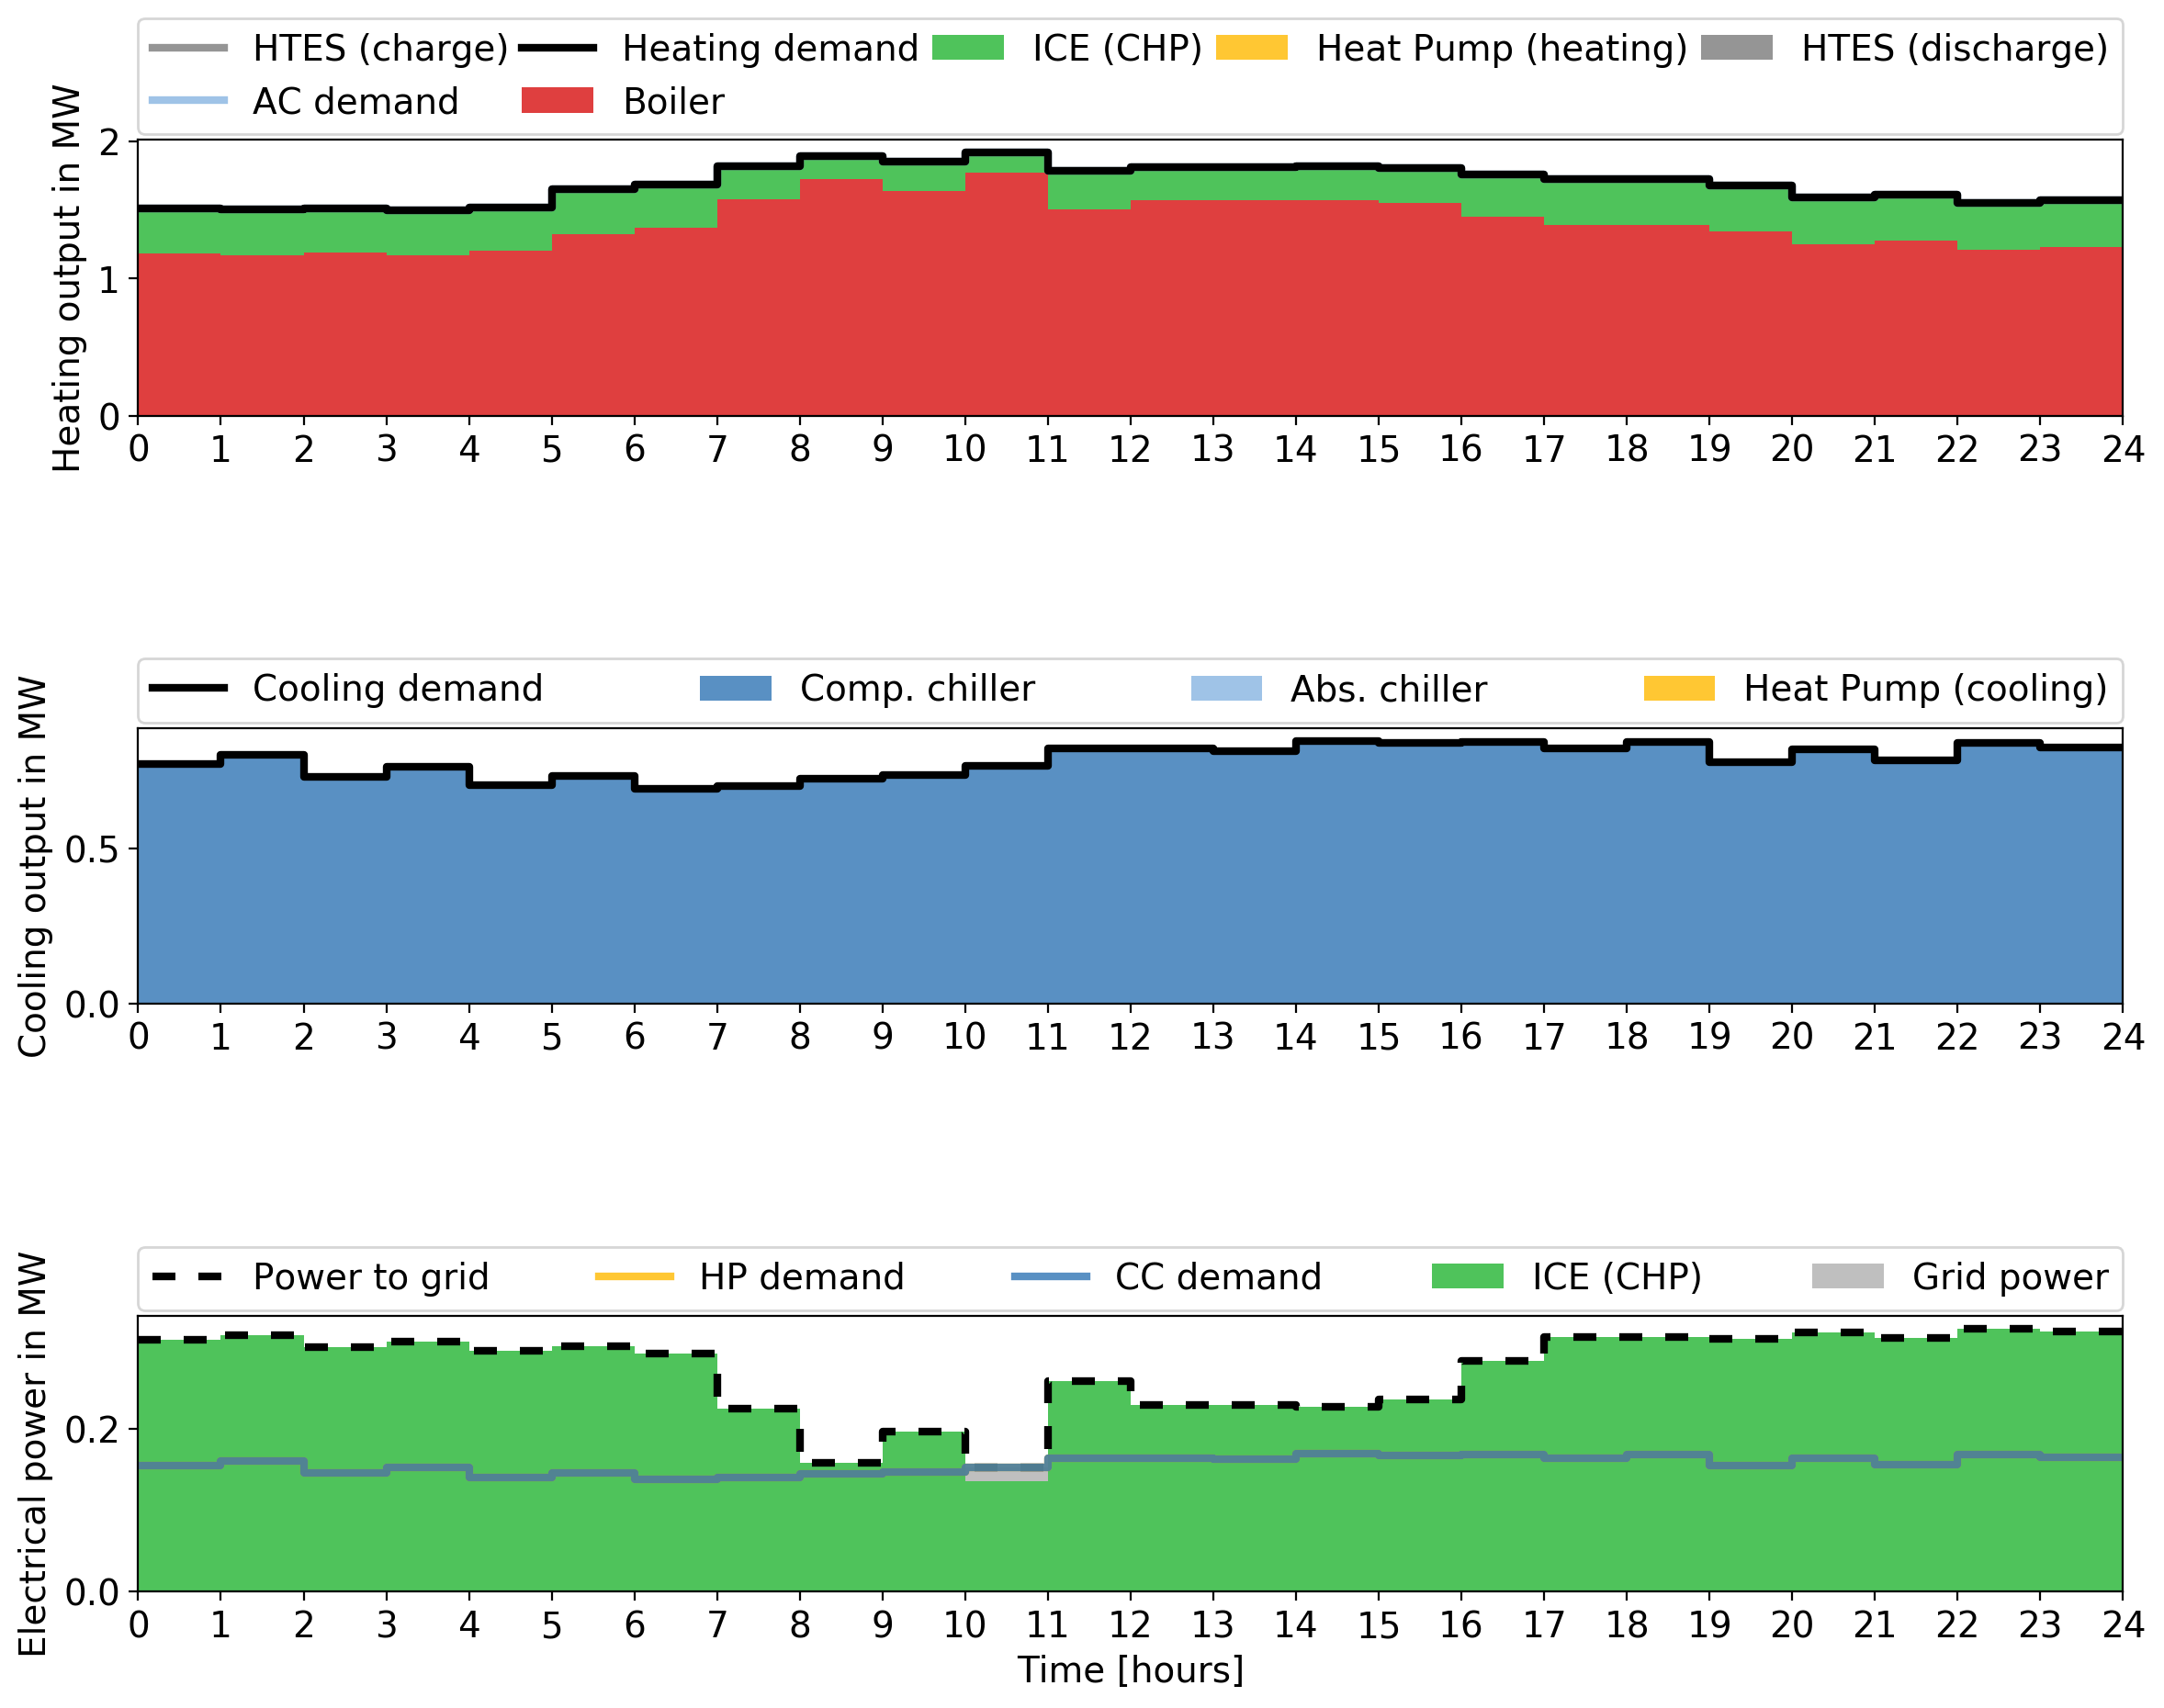 HTES (charge) Heating demand ICE (CHP) Heat Pump (heating) HTES (discharge)
AC demand Boiler
Heating output in MW
2
1
0
0 1 2 3 4 5 6 7 8 9 10 11 12 13 14 15 16 17 18 19 20 21 22 23 24
Cooling demand Comp. chiller Abs. chiller Heat Pump (cooling)
Cooling output in MW
0.5
0.0
0 1 2 3 4 5 6 7 8 9 10 11 12 13 14 15 16 17 18 19 20 21 22 23 24
Power to grid HP demand CC demand ICE (CHP) Grid power
Electrical power in MW
0.2
0.0
0 1 2 3 4 5 6 7 8 9 10 11 12 13 14 15 16 17 18 19 20 21 22 23 24
Time [hours]